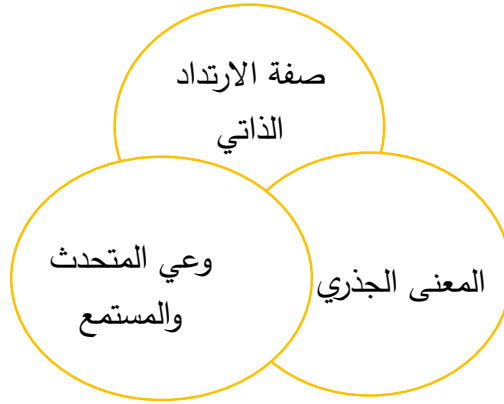 صفة الارتداد
الذاتي
وعي المتحدث
والمستمع
المعنى الجذري